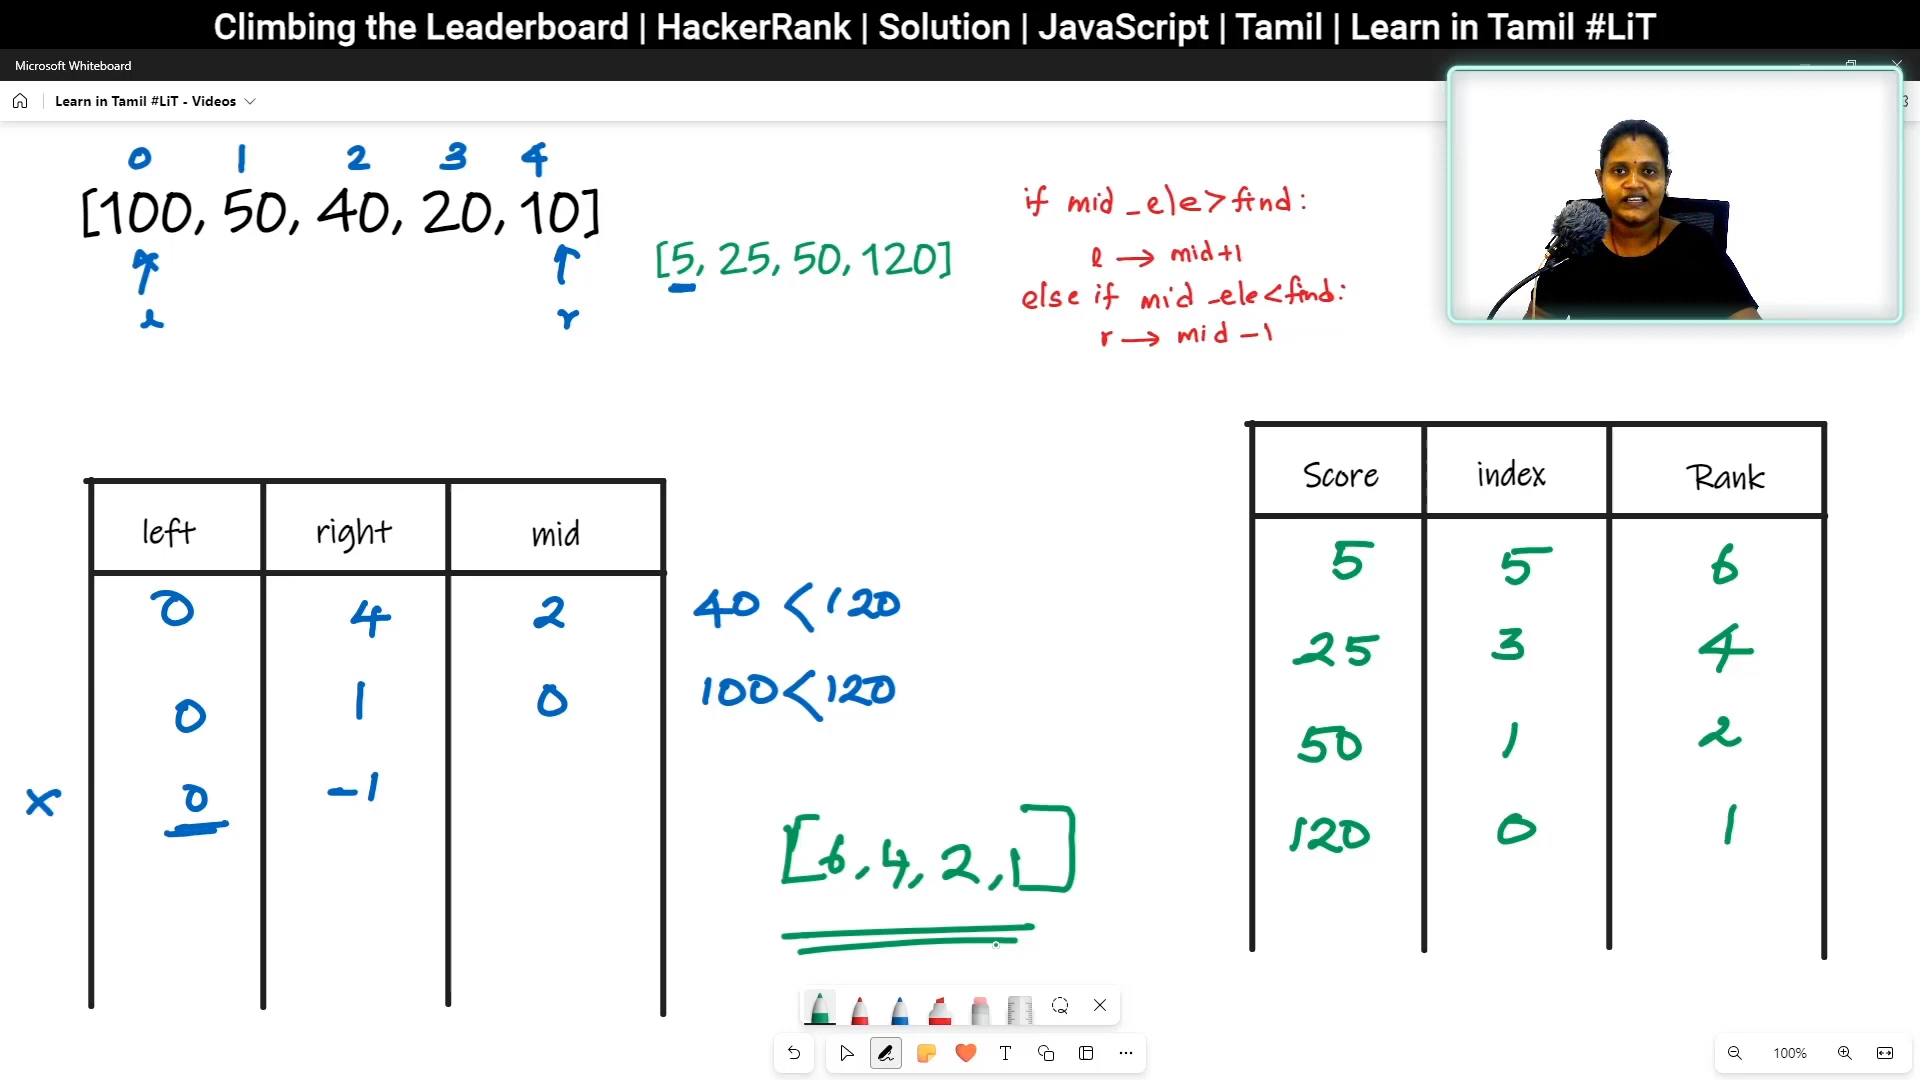 Climbing the Leaderboard | HackerRank | Solution | JavaScript | Tamil | Learn in Tamil #LiT
Microsoft Whiteboard
Learn in Tamil #LiT - Videos
0 1 2 3 4
[100, 50, 40, 20, 10]
l r
[5, 25, 50, 120]
if mid_ele>find:
l → mid+1
else if mid_ele<find:
r → mid-1
left right mid
0 4 2 40 < 120
0 1 0 100 < 120
x 0 -1
[6, 4, 2, 1]
Score index Rank
5 5 6
25 3 4
50 1 2
120 0 1
100%